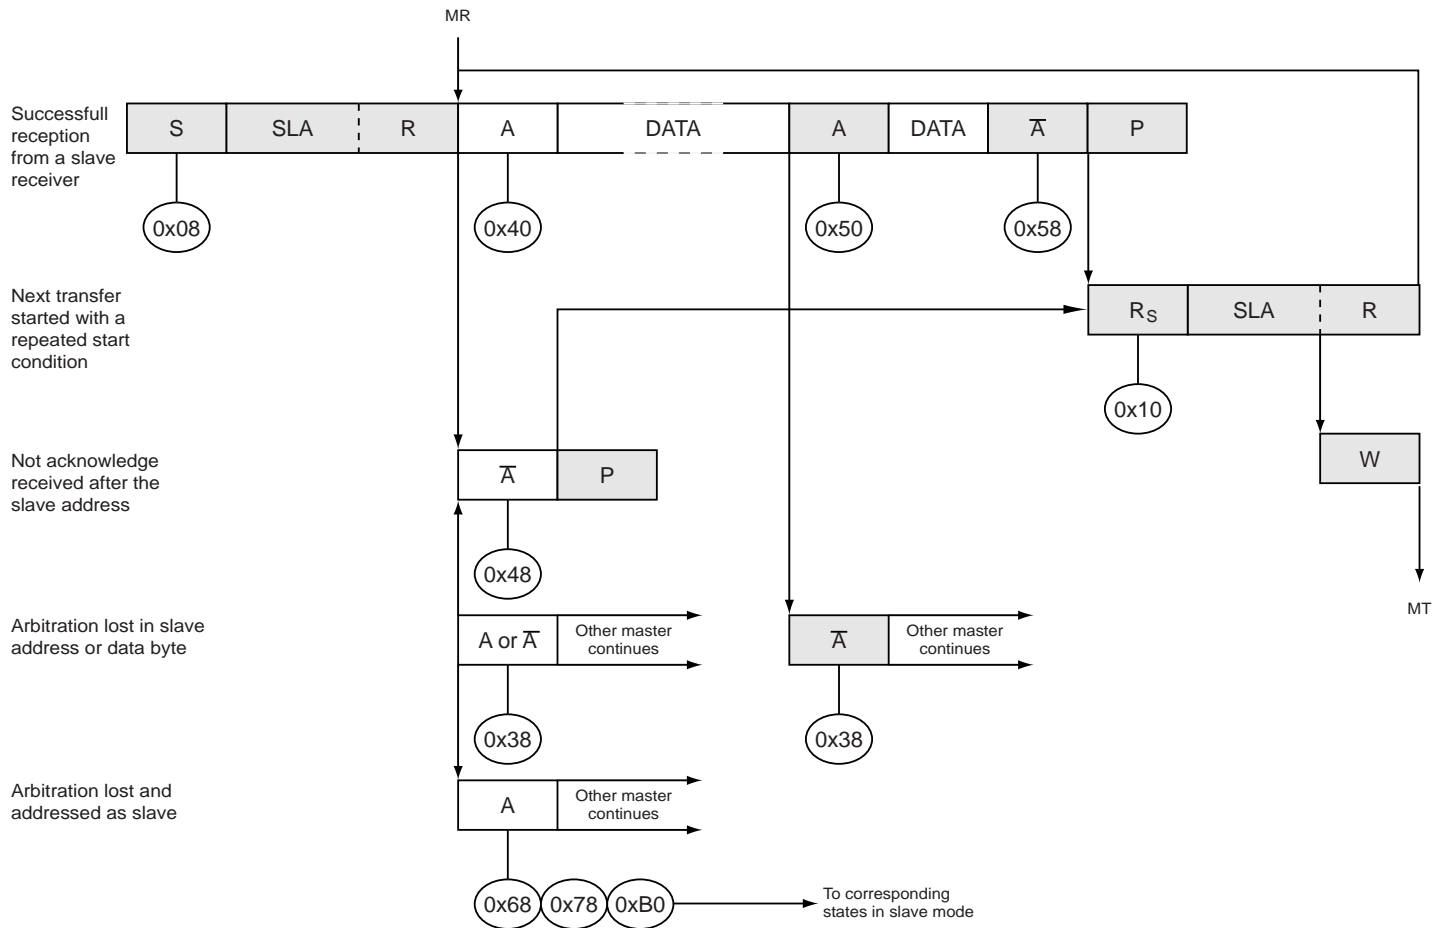 MR
Successfull
reception
from a slave
receiver
S SLA R A DATA A DATA A̅ P
0x08 0x40 0x50 0x58
Next transfer
started with a
repeated start
condition
RS SLA R
0x10
Not acknowledge
received after the
slave address
A̅ P
W
0x48
MT
Arbitration lost in slave
address or data byte
A or A̅ Other master
continues
A̅ Other master
continues
0x38 0x38
Arbitration lost and
addressed as slave
A Other master
continues
0x68 0x78 0xB0
To corresponding
states in slave mode